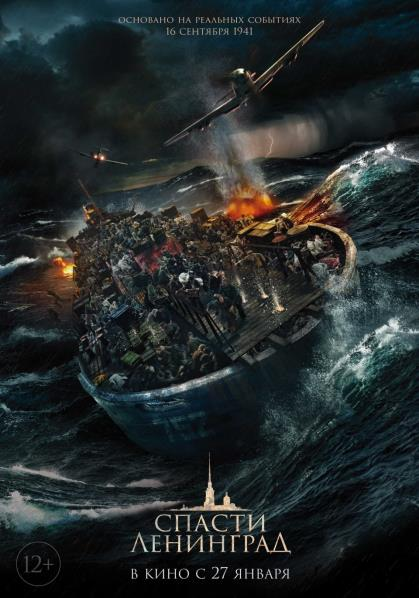 ОСНОВАНО НА РЕАЛЬНЫХ СОБЫТИЯХ
16 СЕНТЯБРЯ 1941
СПАСТИ
ЛЕНИНГРАД
12+
В КИНО С 27 ЯНВАРЯ